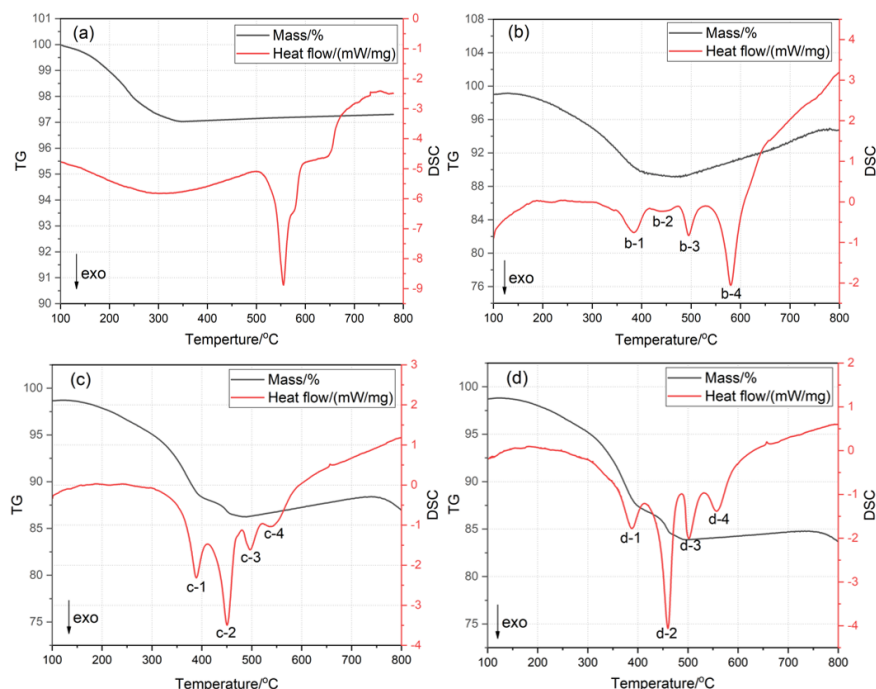 (a)
Mass/%
Heat flow/(mW/mg)
100
99
98
97
96
95
94
93
92
91
90
TG
0
-1
-2
-3
-4
-5
-6
-7
-8
-9
DSC
exo
100 200 300 400 500 600 700 800
Temperture/°C
(b)
Mass/%
Heat flow/(mW/mg)
108
104
100
96
92
88
84
80
76
TG
4
3
2
1
0
-1
-2
DSC
b-1
b-2
b-3
b-4
exo
100 200 300 400 500 600 700 800
Temperature/°C
(c)
Mass/%
Heat flow/(mW/mg)
100
95
90
85
80
75
TG
3
2
1
0
-1
-2
-3
-4
DSC
c-1
c-2
c-3
c-4
exo
100 200 300 400 500 600 700 800
Temperature/°C
(d)
Mass/%
Heat flow/(mW/mg)
100
95
90
85
80
75
TG
2
1
0
-1
-2
-3
-4
DSC
d-1
d-2
d-3
d-4
exo
100 200 300 400 500 600 700 800
Temperature/°C